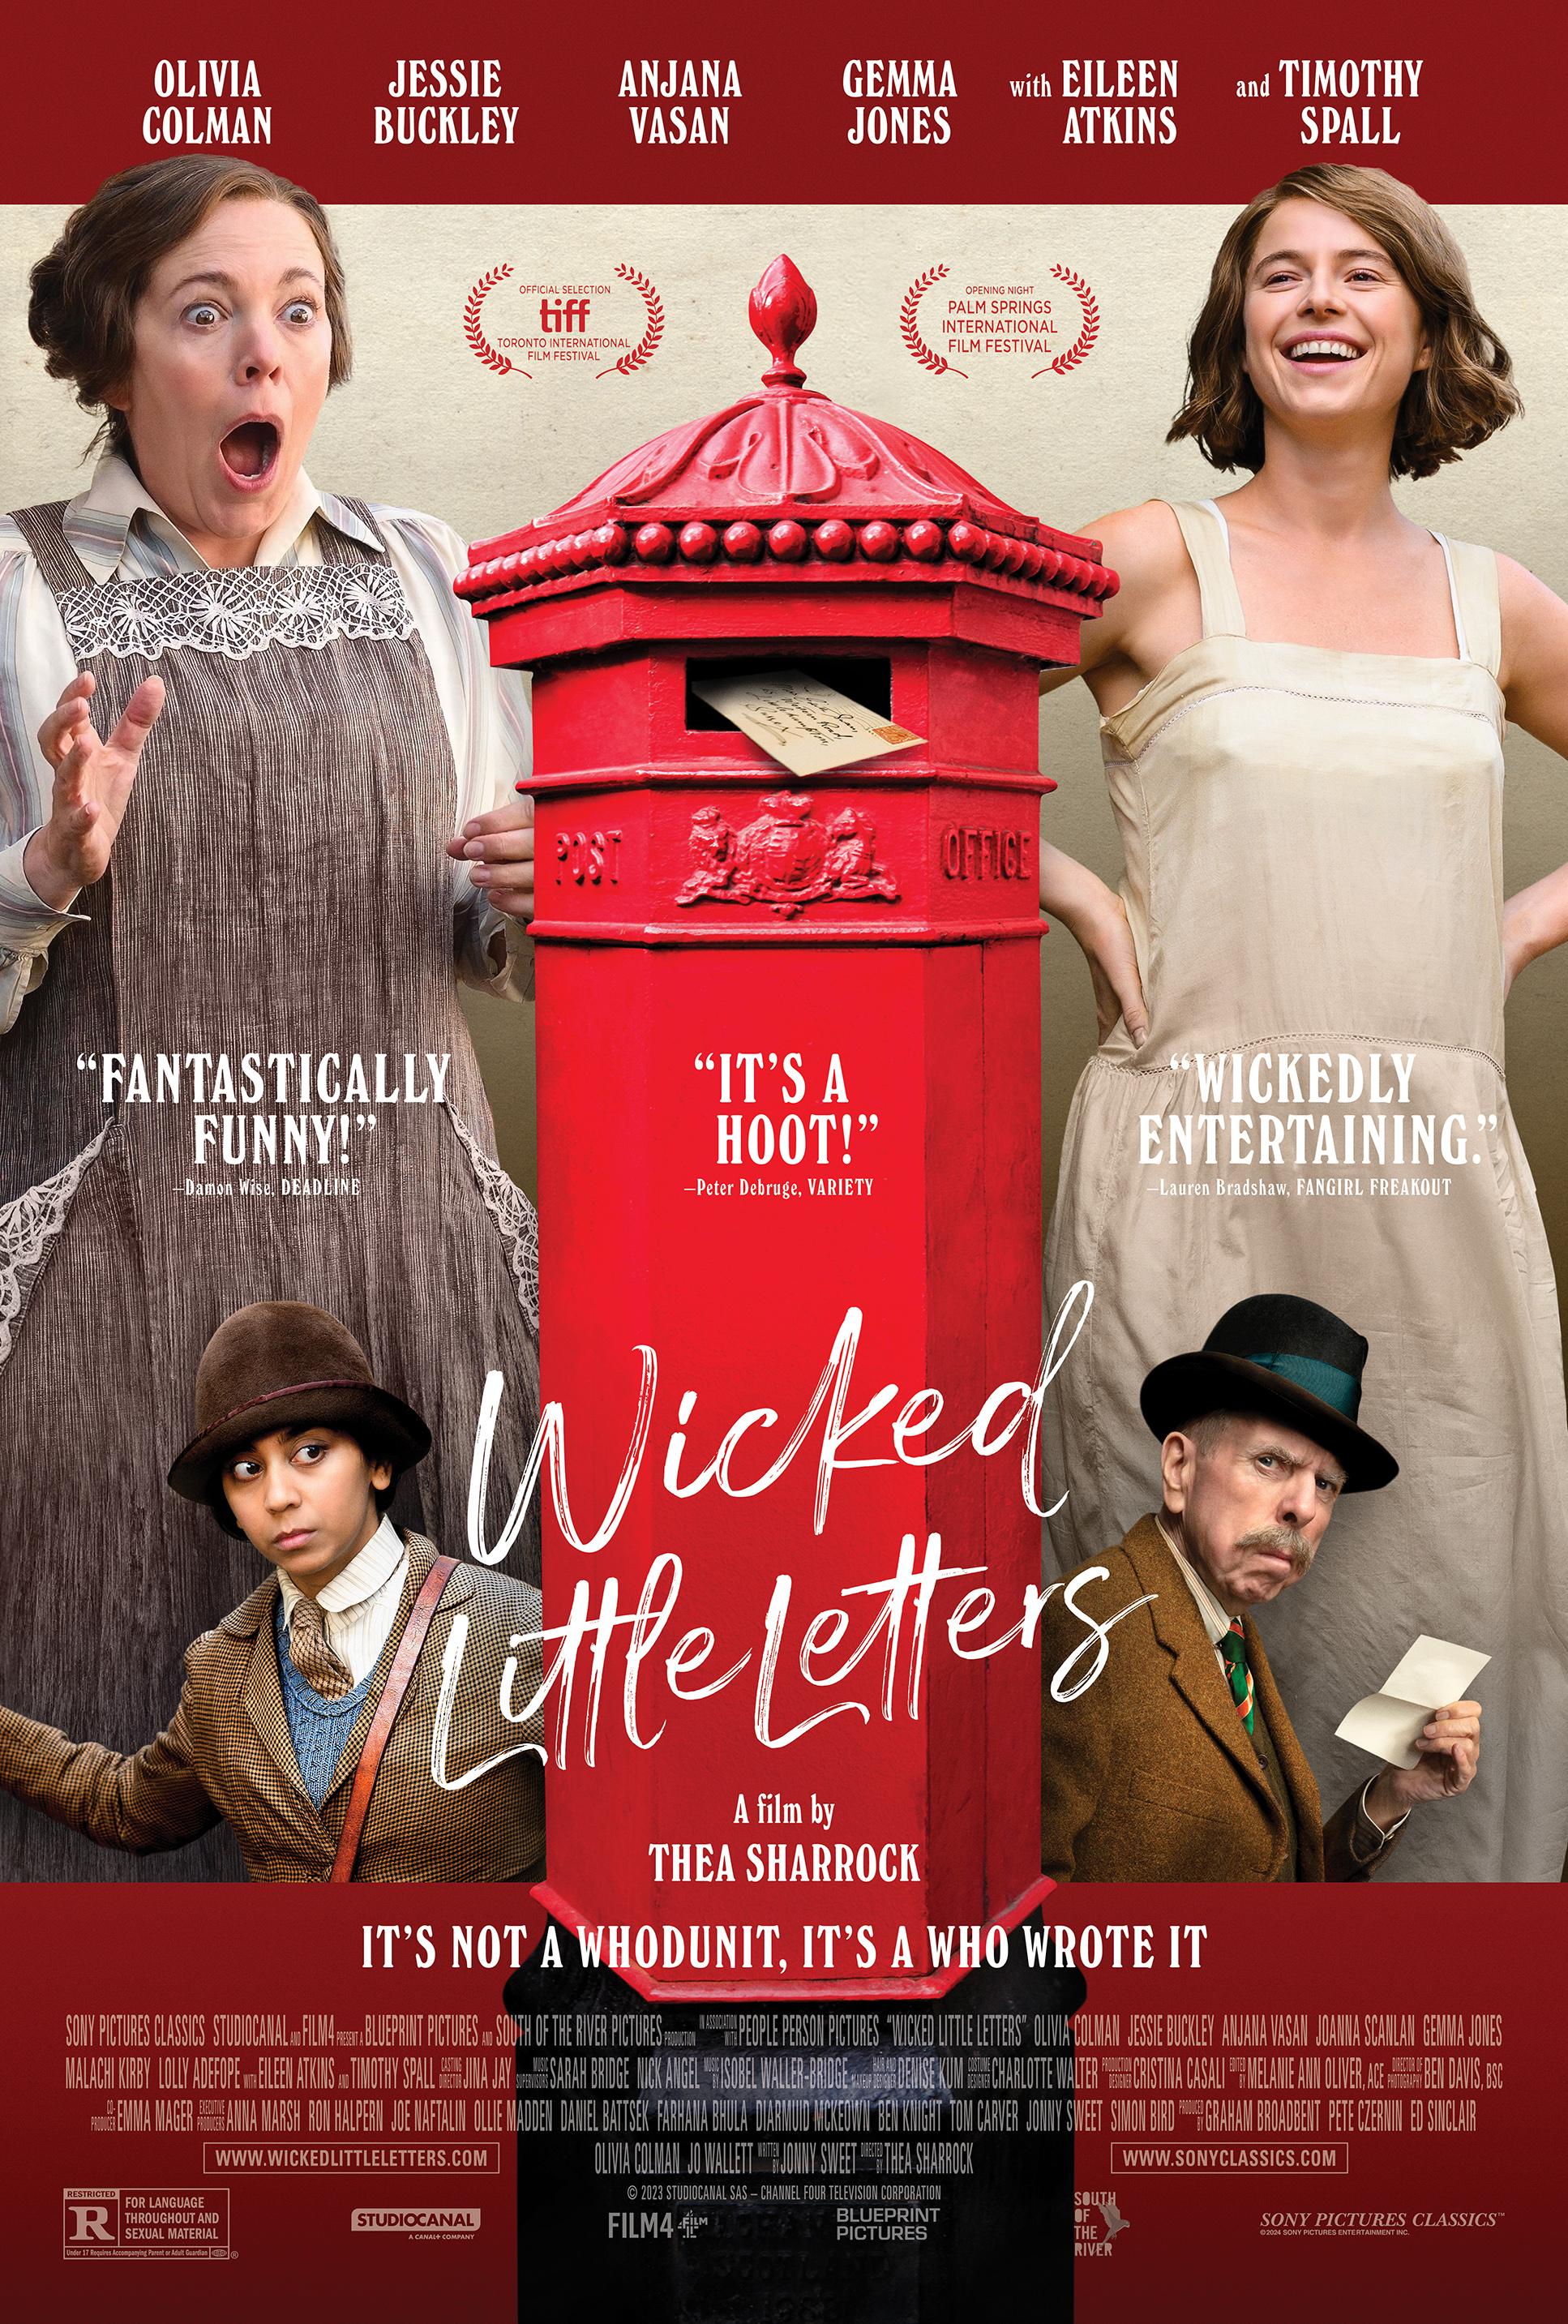 OLIVIA
COLMAN
JESSIE
BUCKLEY
ANJANA
VASAN
GEMMA
JONES
with EILEEN
ATKINS
and TIMOTHY
SPALL
OFFICIAL SELECTION
tiff
TORONTO INTERNATIONAL
FILM FESTIVAL
OPENING NIGHT
PALM SPRINGS
INTERNATIONAL
FILM FESTIVAL
POST OFFICE
“FANTASTICALLY
FUNNY!”
–Damon Wise, DEADLINE
“IT’S A
HOOT!”
–Peter Debruge, VARIETY
“WICKEDLY
ENTERTAINING.”
–Lauren Bradshaw, FANGIRL FREAKOUT
Wicked
Little Letters
A film by
THEA SHARROCK
IT’S NOT A WHODUNIT, IT’S A WHO WROTE IT
SONY PICTURES CLASSICS STUDIOCANAL AND FILM4 PRESENT A BLUEPRINT PICTURES AND SOUTH OF THE RIVER PICTURES PRODUCTION IN ASSOCIATION WITH PEOPLE PERSON PICTURES “WICKED LITTLE LETTERS” OLIVIA COLMAN JESSIE BUCKLEY ANJANA VASAN JOANNA SCANLAN GEMMA JONES
MALACHI KIRBY LOLLY ADEFOPE WITH EILEEN ATKINS AND TIMOTHY SPALL CASTING DIRECTOR JINA JAY MUSIC SUPERVISORS SARAH BRIDGE NICK ANGEL MUSIC BY ISOBEL WALLER-BRIDGE HAIR AND MAKEUP DESIGNER DENISE KUM COSTUME DESIGNER CHARLOTTE WALTER PRODUCTION DESIGNER CRISTINA CASALI EDITED BY MELANIE ANN OLIVER, ACE DIRECTOR OF PHOTOGRAPHY BEN DAVIS, BSC
CO-PRODUCER EMMA MAGER EXECUTIVE PRODUCERS ANNA MARSH RON HALPERN JOE NAFTALIN OLLIE MADDEN DANIEL BATTSEK FARHANA BHULA DIARMUID MCKEOWN BEN KNIGHT TOM CARVER JONNY SWEET SIMON BIRD PRODUCED BY GRAHAM BROADBENT PETE CZERNIN ED SINCLAIR
OLIVIA COLMAN JO WALLETT WRITTEN BY JONNY SWEET DIRECTED BY THEA SHARROCK
WWW.WICKEDLITTLELETTERS.COM
WWW.SONYCLASSICS.COM
© 2023 STUDIOCANAL SAS – CHANNEL FOUR TELEVISION CORPORATION
RESTRICTED
R
FOR LANGUAGE
THROUGHOUT AND
SEXUAL MATERIAL
Under 17 Requires Accompanying Parent or Adult Guardian
STUDIOCANAL
A CANAL+ COMPANY
FILM4 FILM
BLUEPRINT
PICTURES
SOUTH
OF
THE
RIVER
SONY PICTURES CLASSICS™
©2024 SONY PICTURES ENTERTAINMENT INC.